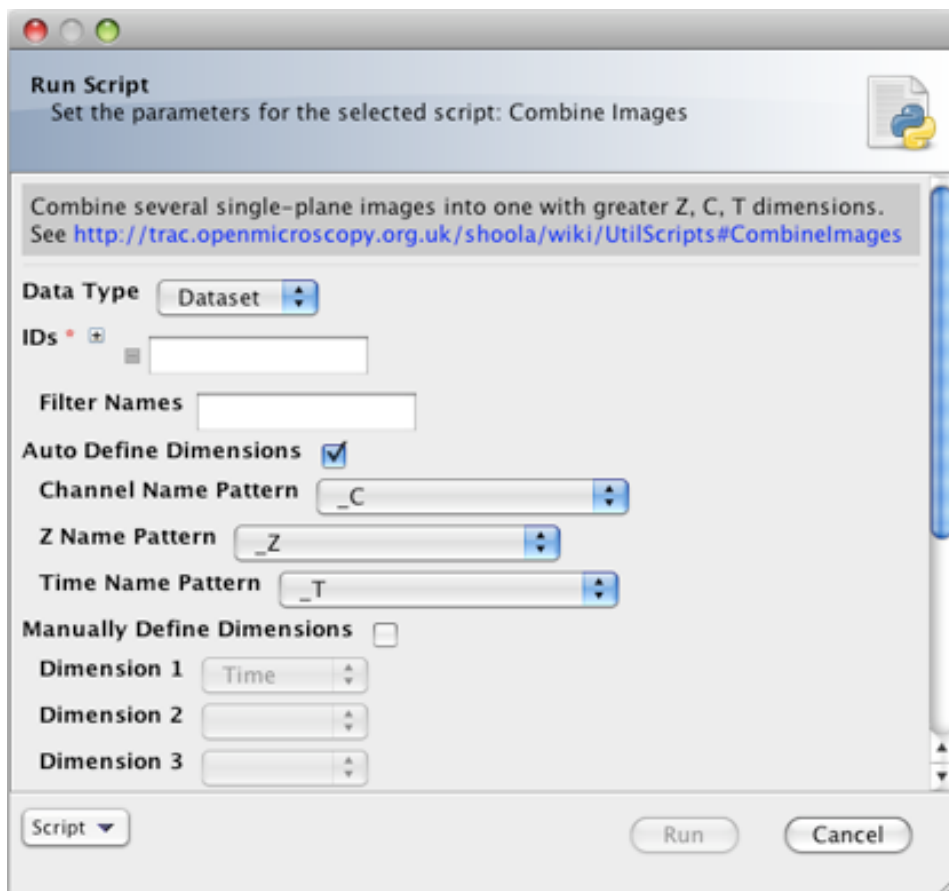 Run Script
Set the parameters for the selected script: Combine Images
Combine several single-plane images into one with greater Z, C, T dimensions.
See http://trac.openmicroscopy.org.uk/shoola/wiki/UtilScripts#CombineImages
Data Type Dataset
IDs *
Filter Names
Auto Define Dimensions
Channel Name Pattern _C
Z Name Pattern _Z
Time Name Pattern _T
Manually Define Dimensions
Dimension 1 Time
Dimension 2
Dimension 3
Script Run Cancel